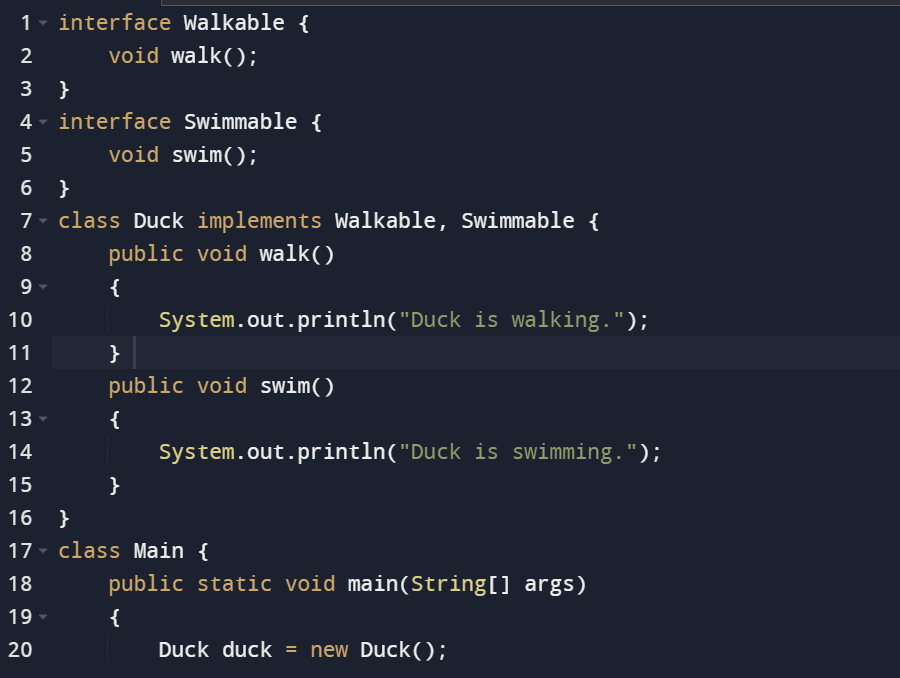 1 interface Walkable {
2     void walk();
3 }
4 interface Swimmable {
5     void swim();
6 }
7 class Duck implements Walkable, Swimmable {
8     public void walk()
9     {
10         System.out.println("Duck is walking.");
11     }
12     public void swim()
13     {
14         System.out.println("Duck is swimming.");
15     }
16 }
17 class Main {
18     public static void main(String[] args)
19     {
20         Duck duck = new Duck();